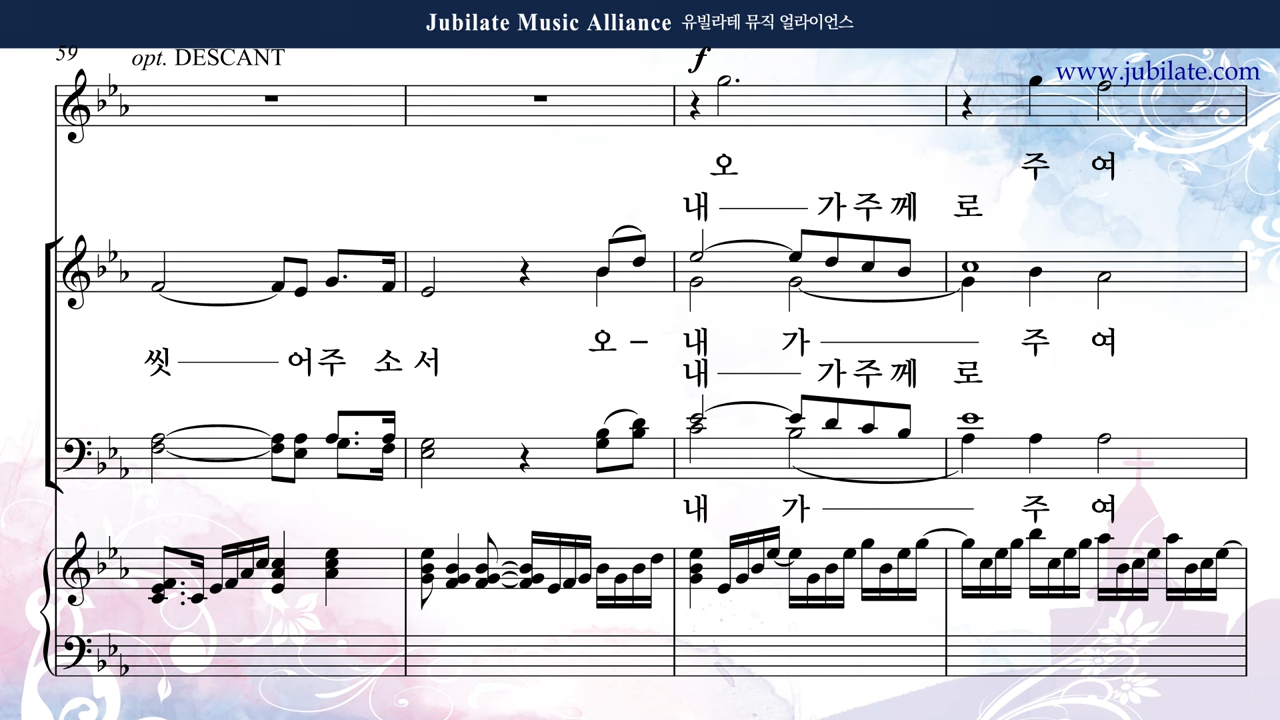 Jubilate Music Alliance 유빌라테 뮤직 얼라이언스
59 opt. DESCANT f
www.jubilate.com
오 주 여
내 가 주 께 로
오 - 내 가 주 여
씻 어 주 소 서 내 가 주 께 로
내 가 주 여